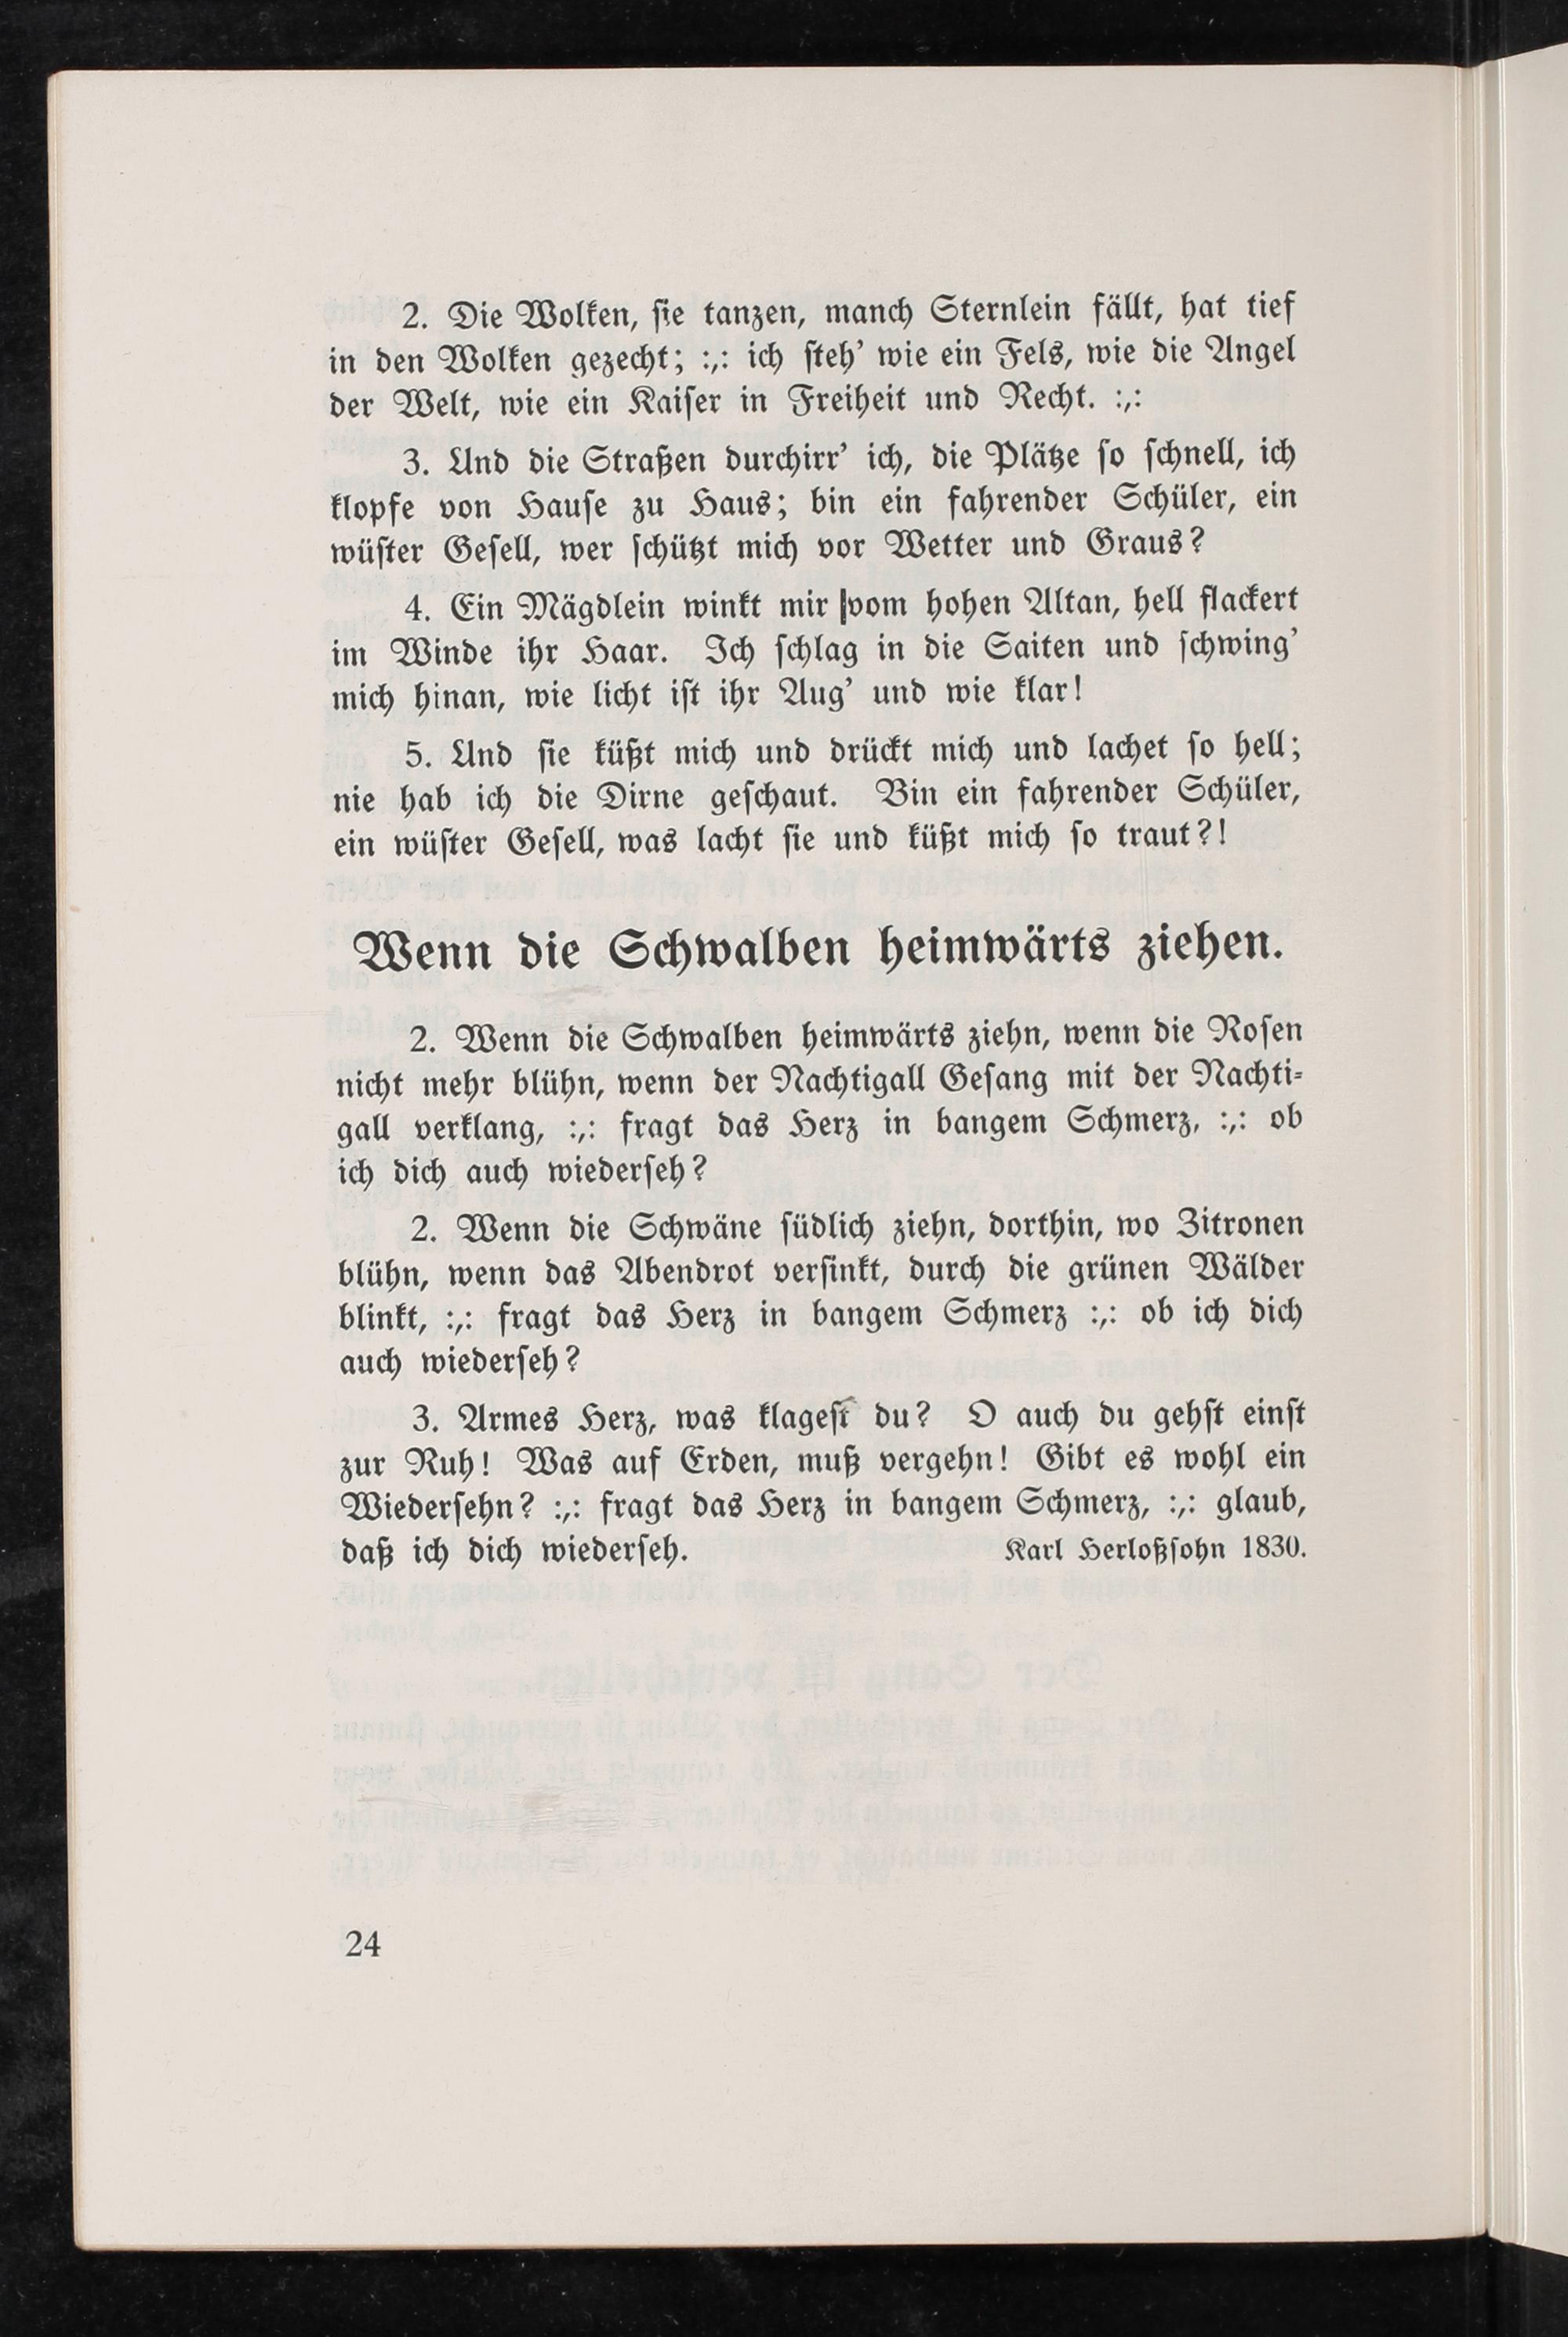 2. Die Wolken, sie tanzen, manch Sternlein fällt, hat tief
in den Wolken gezecht; :,: ich steh’ wie ein Fels, wie die Angel
der Welt, wie ein Kaiser in Freiheit und Recht. :,:
3. Und die Straßen durchirr’ ich, die Plätze so schnell, ich
klopfe von Hause zu Haus; bin ein fahrender Schüler, ein
wüster Gesell, wer schützt mich vor Wetter und Graus?
4. Ein Mägdlein winkt mir vom hohen Altan, hell flackert
im Winde ihr Haar. Ich schlag in die Saiten und schwing’
mich hinan, wie licht ist ihr Aug’ und wie klar!
5. Und sie küßt mich und drückt mich und lachet so hell;
nie hab ich die Dirne geschaut. Bin ein fahrender Schüler,
ein wüster Gesell, was lacht sie und küßt mich so traut?!
Wenn die Schwalben heimwärts ziehen.
2. Wenn die Schwalben heimwärts ziehn, wenn die Rosen
nicht mehr blühn, wenn der Nachtigall Gesang mit der Nachti-
gall verklang, :,: fragt das Herz in bangem Schmerz, :,: ob
ich dich auch wiederseh?
2. Wenn die Schwäne südlich ziehn, dorthin, wo Zitronen
blühn, wenn das Abendrot versinkt, durch die grünen Wälder
blinkt, :,: fragt das Herz in bangem Schmerz :,: ob ich dich
auch wiederseh?
3. Armes Herz, was klagest du? O auch du gehst einst
zur Ruh! Was auf Erden, muß vergehn! Gibt es wohl ein
Wiedersehn? :,: fragt das Herz in bangem Schmerz, :,: glaub,
daß ich dich wiederseh. Karl Herloßsohn 1830.
24